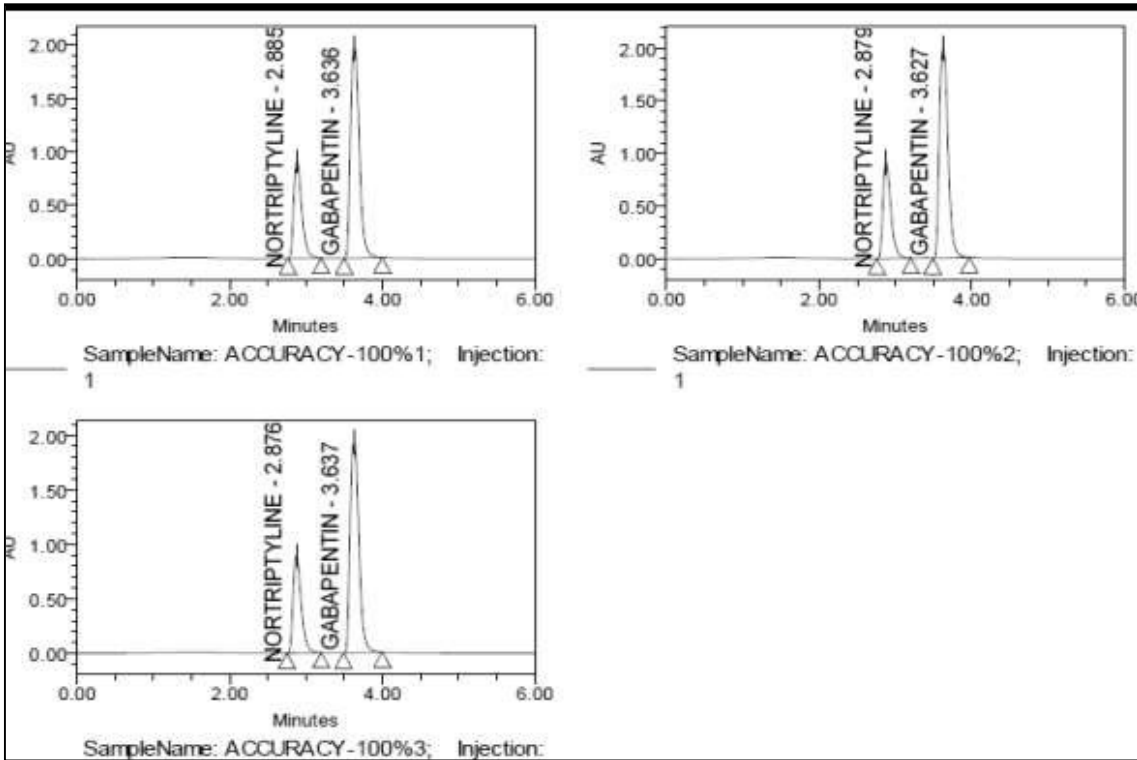 AU
2.00
1.50
1.00
0.50
0.00
NORTRIPTYLINE - 2.885
GABAPENTIN - 3.636
0.00 2.00 4.00 6.00
Minutes
SampleName: ACCURACY-100%1; Injection:
1
AU
2.00
1.50
1.00
0.50
0.00
NORTRIPTYLINE - 2.879
GABAPENTIN - 3.627
0.00 2.00 4.00 6.00
Minutes
SampleName: ACCURACY-100%2; Injection:
1
AU
2.00
1.50
1.00
0.50
0.00
NORTRIPTYLINE - 2.876
GABAPENTIN - 3.637
0.00 2.00 4.00 6.00
Minutes
SampleName: ACCURACY-100%3; Injection: